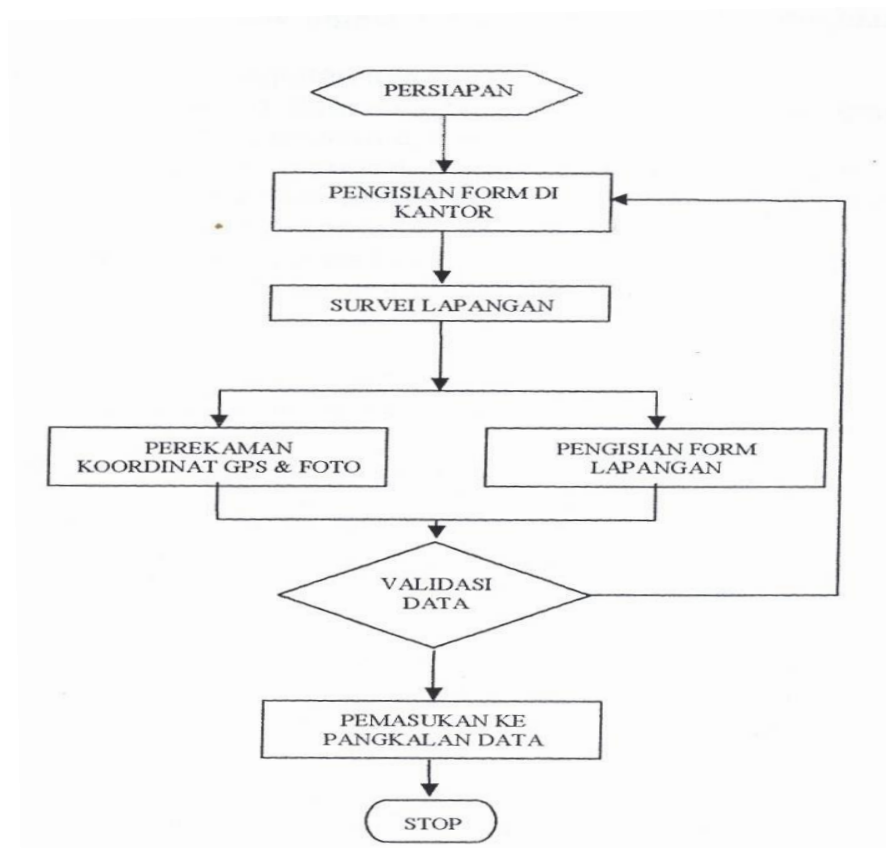 PERSIAPAN
PENGISIAN FORM DI
KANTOR
SURVEI LAPANGAN
PEREKAMAN
KOORDINAT GPS & FOTO
PENGISIAN FORM
LAPANGAN
VALIDASI
DATA
PEMASUKAN KE
PANGKALAN DATA
STOP